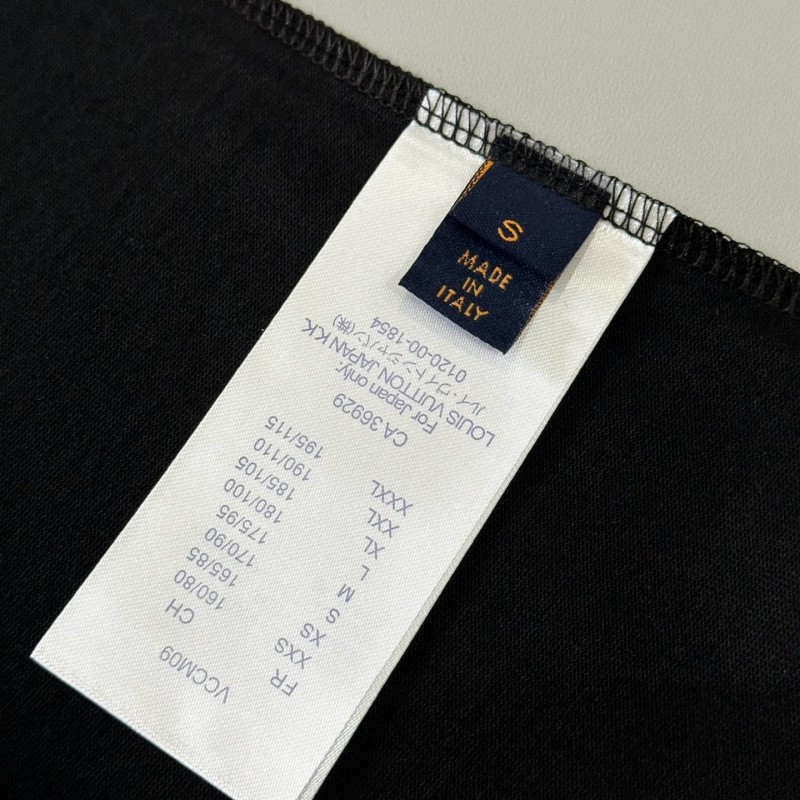 S
MADE
IN
ITALY
VCCM09
FR CH
XXS 160/80
XS 165/85
S 170/90
M 175/95
L 180/100
XL 185/105
XXL 190/110
XXXL 195/115
CA 36929
For Japan only:
LOUIS VUITTON JAPAN K.K.
ルイ・ヴィトンジャパン(株)
0120-00-1854